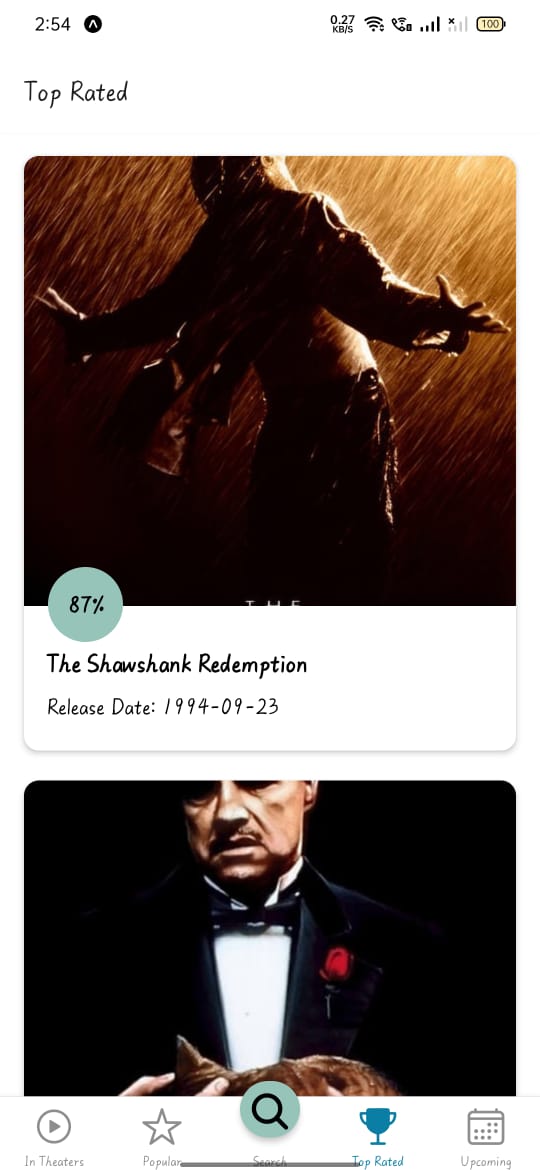 2:54
0.27
KB/S
100
Top Rated
THE
87%
The Shawshank Redemption
Release Date: 1994-09-23
In Theaters
Popular
Search
Top Rated
Upcoming